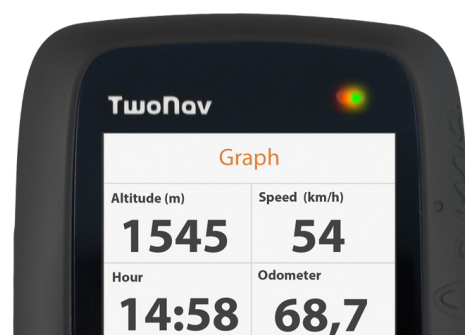 TwoNav
Graph
Altitude (m)
Speed (km/h)
1545
54
Hour
Odometer
14:58
68,7